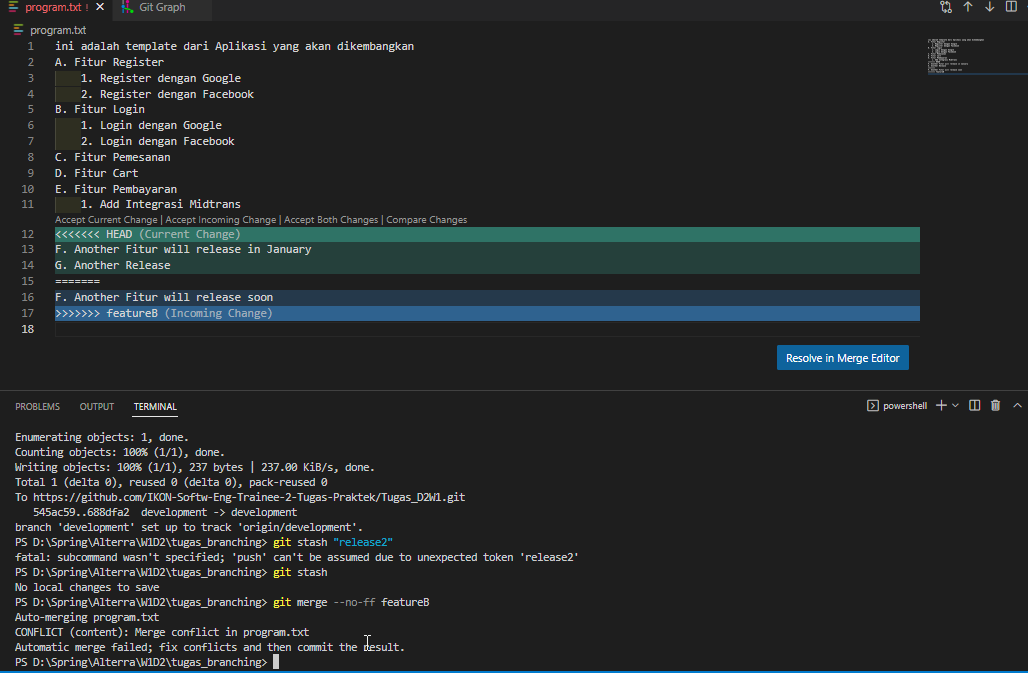 program.txt ! × Git Graph
program.txt
1 ini adalah template dari Aplikasi yang akan dikembangkan
2 A. Fitur Register
3 1. Register dengan Google
4 2. Register dengan Facebook
5 B. Fitur Login
6 1. Login dengan Google
7 2. Login dengan Facebook
8 C. Fitur Pemesanan
9 D. Fitur Cart
10 E. Fitur Pembayaran
11 1. Add Integrasi Midtrans
Accept Current Change | Accept Incoming Change | Accept Both Changes | Compare Changes
12 <<<<<<< HEAD (Current Change)
13 F. Another Fitur will release in January
14 G. Another Release
15 =======
16 F. Another Fitur will release soon
17 >>>>>>> featureB (Incoming Change)
18
Resolve in Merge Editor
PROBLEMS OUTPUT TERMINAL powershell
Enumerating objects: 1, done.
Counting objects: 100% (1/1), done.
Writing objects: 100% (1/1), 237 bytes | 237.00 KiB/s, done.
Total 1 (delta 0), reused 0 (delta 0), pack-reused 0
To https://github.com/IKON-Softw-Eng-Trainee-2-Tugas-Praktek/Tugas_D2W1.git
545ac59..688dfa2 development -> development
branch 'development' set up to track 'origin/development'.
PS D:\Spring\Alterra\W1D2\tugas_branching> git stash "release2"
fatal: subcommand wasn't specified; 'push' can't be assumed due to unexpected token 'release2'
PS D:\Spring\Alterra\W1D2\tugas_branching> git stash
No local changes to save
PS D:\Spring\Alterra\W1D2\tugas_branching> git merge --no-ff featureB
Auto-merging program.txt
CONFLICT (content): Merge conflict in program.txt
Automatic merge failed; fix conflicts and then commit the result.
PS D:\Spring\Alterra\W1D2\tugas_branching>